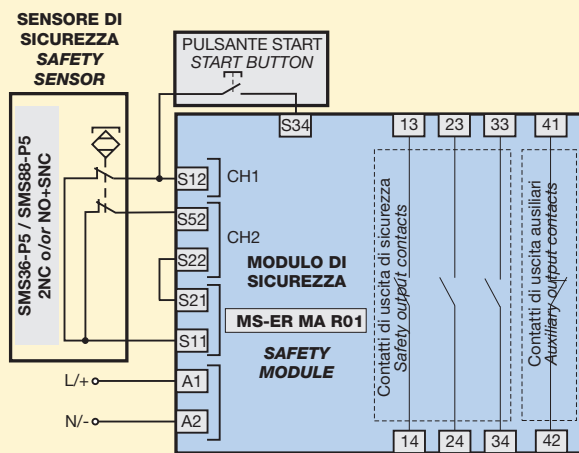 SENSORE DI
SICUREZZA
SAFETY
SENSOR
PULSANTE START
START BUTTON
SMS36-P5 / SMS88-P5
2NC o/or NO+SNC
S34
13
23
33
41
S12
CH1
S52
CH2
S22
S21
S11
MODULO DI
SICUREZZA
MS-ER MA R01
SAFETY
MODULE
Contatti di uscita di sicurezza
Safety output contacts
Contatti di uscita ausiliari
Auxiliary output contacts
L/+
A1
N/-
A2
14
24
34
42